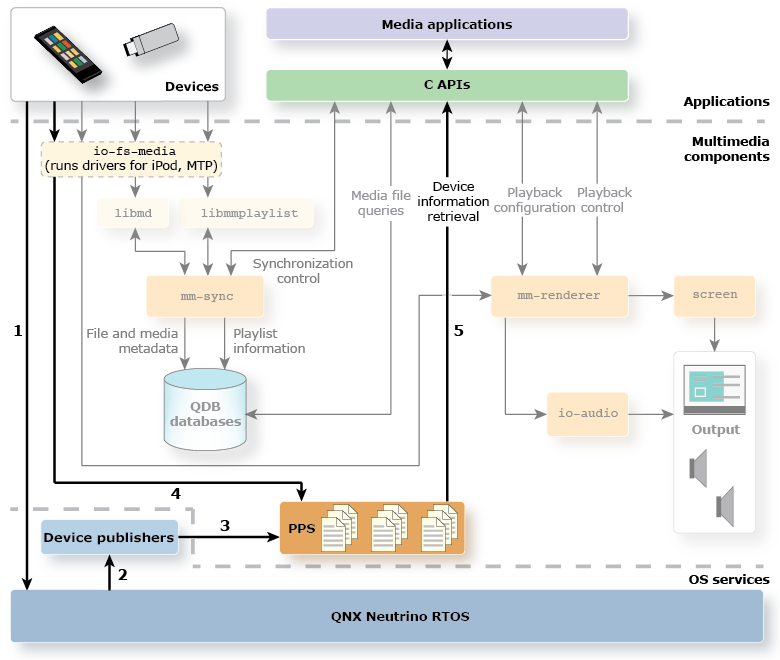 Media applications
Devices
C APIs
Applications
io-fs-media
(runs drivers for iPod, MTP)
Multimedia
components
libmd
libmmplaylist
Media file
queries
Device
information
retrieval
Playback
configuration
Playback
control
Synchronization
control
mm-sync
mm-renderer
screen
1
File and media
metadata
Playlist
information
5
QDB
databases
io-audio
Output
4
PPS
3
Device publishers
2
OS services
QNX Neutrino RTOS